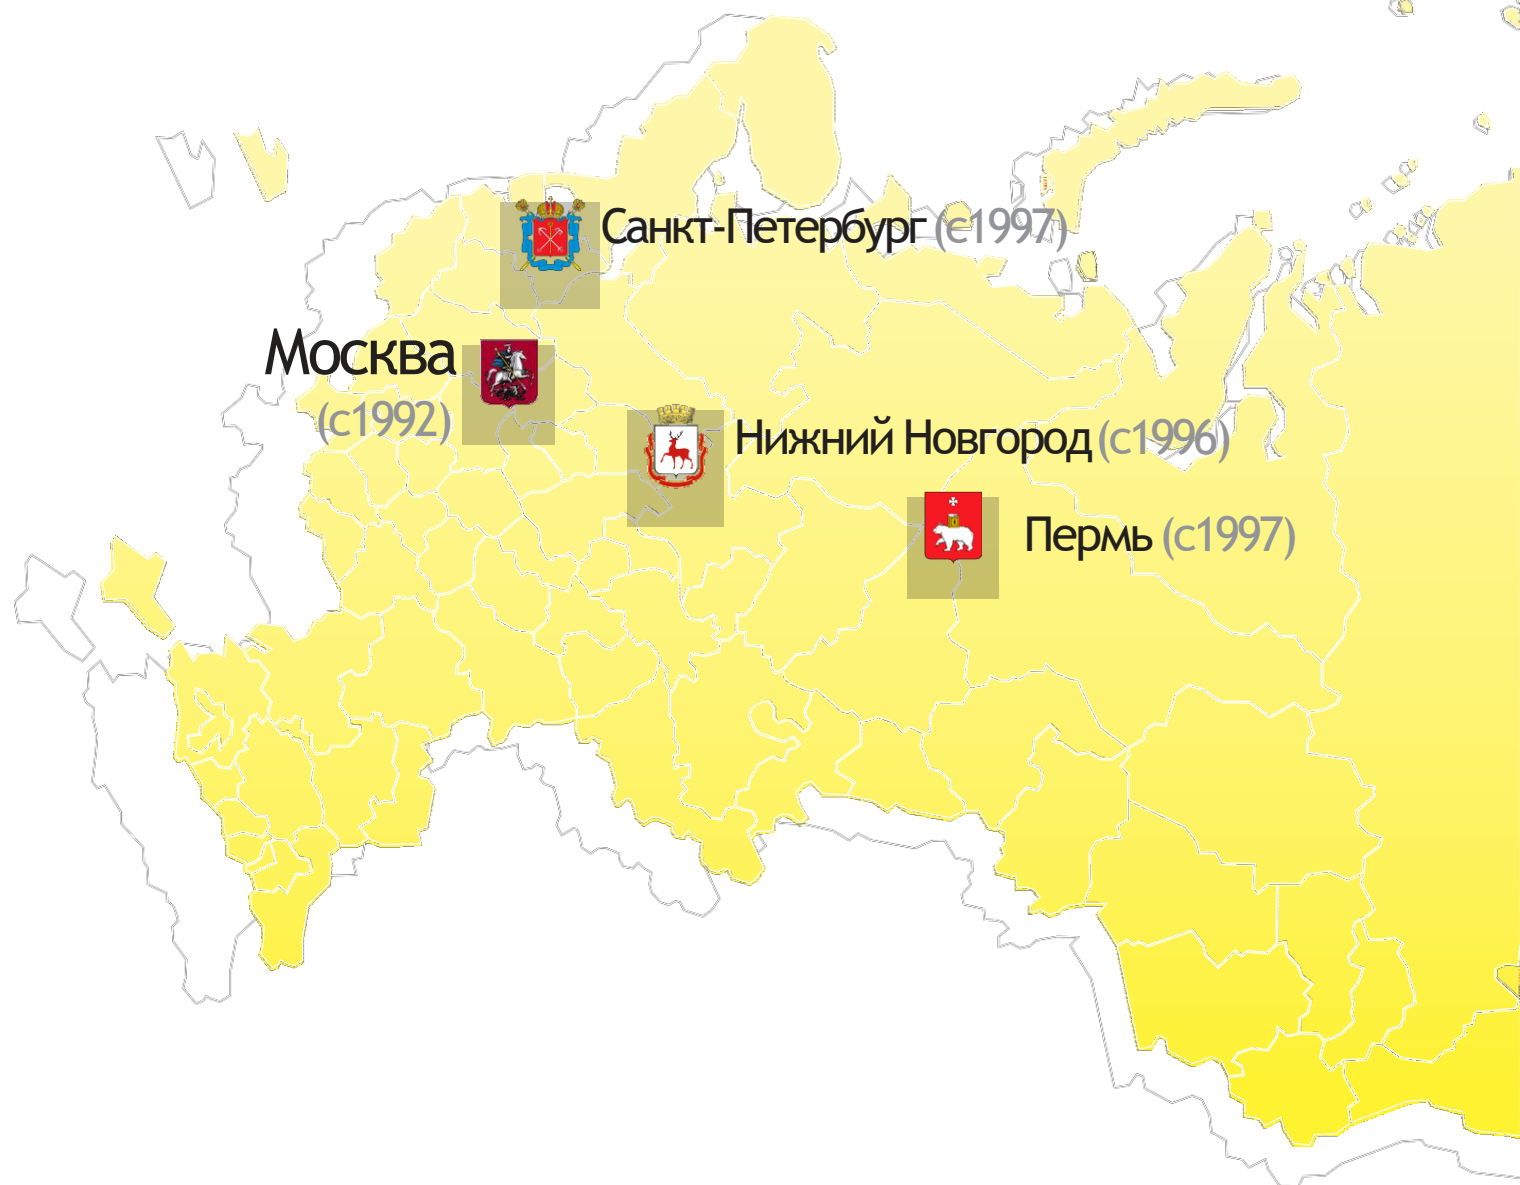 Санкт-Петербург (с1997)
Москва
(с1992)
Нижний Новгород (с1996)
Пермь (с1997)